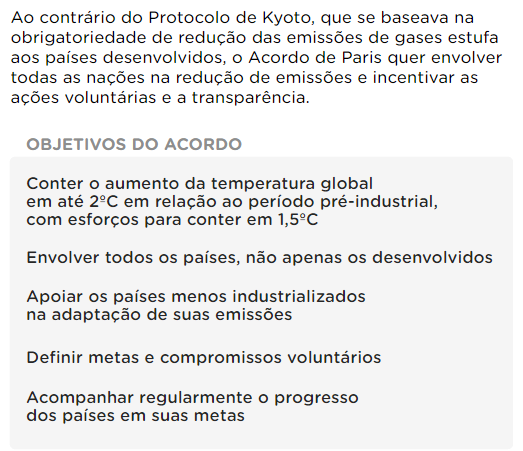 Ao contrário do Protocolo de Kyoto, que se baseava na
obrigatoriedade de redução das emissões de gases estufa
aos países desenvolvidos, o Acordo de Paris quer envolver
todas as nações na redução de emissões e incentivar as
ações voluntárias e a transparência.
OBJETIVOS DO ACORDO
Conter o aumento da temperatura global
em até 2ºC em relação ao período pré-industrial,
com esforços para conter em 1,5ºC
Envolver todos os países, não apenas os desenvolvidos
Apoiar os países menos industrializados
na adaptação de suas emissões
Definir metas e compromissos voluntários
Acompanhar regularmente o progresso
dos países em suas metas